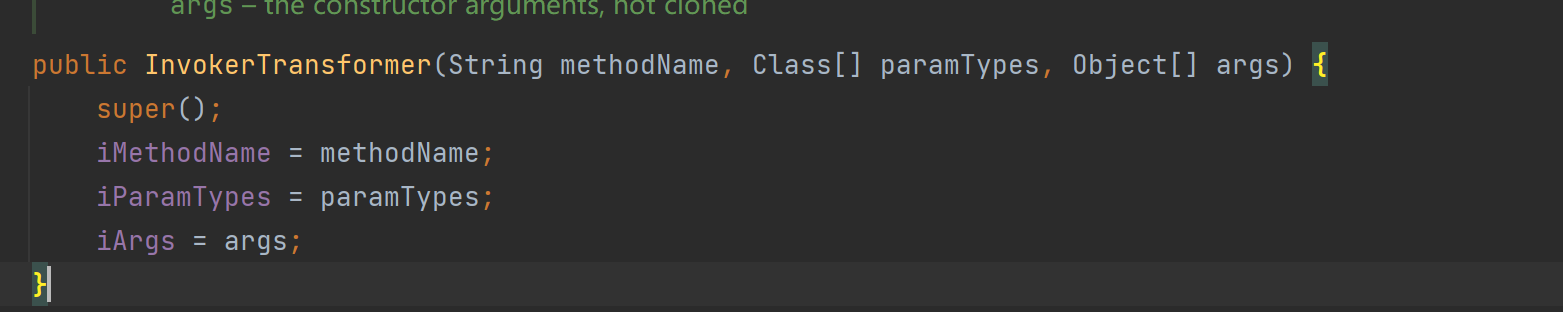 args – the constructor arguments, not cloned
public InvokerTransformer(String methodName, Class[] paramTypes, Object[] args) {
    super();
    iMethodName = methodName;
    iParamTypes = paramTypes;
    iArgs = args;
}